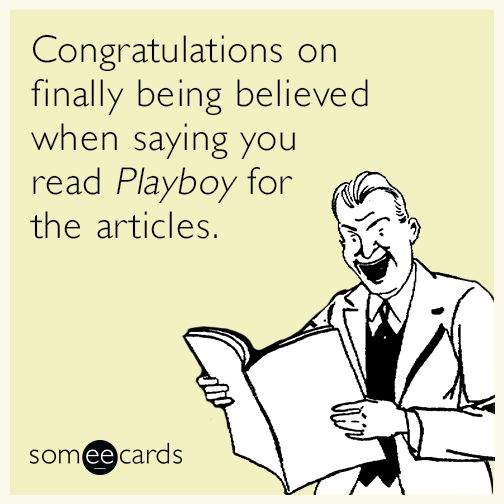 Congratulations on
finally being believed
when saying you
read Playboy for
the articles.
someecards